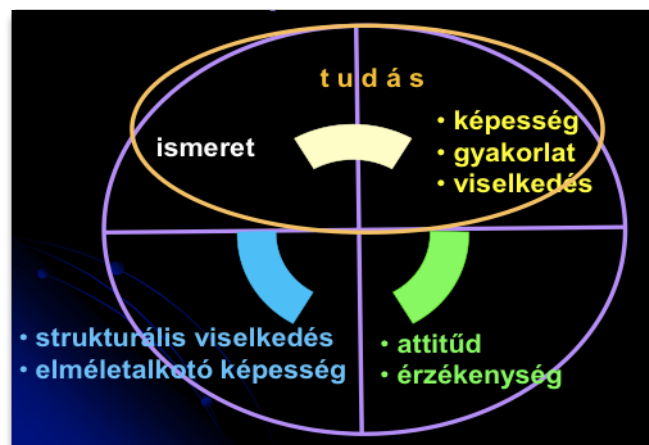 t u d á s
ismeret
• képesség
• gyakorlat
• viselkedés
• strukturális viselkedés
• elméletalkotó képesség
• attitűd
• érzékenység